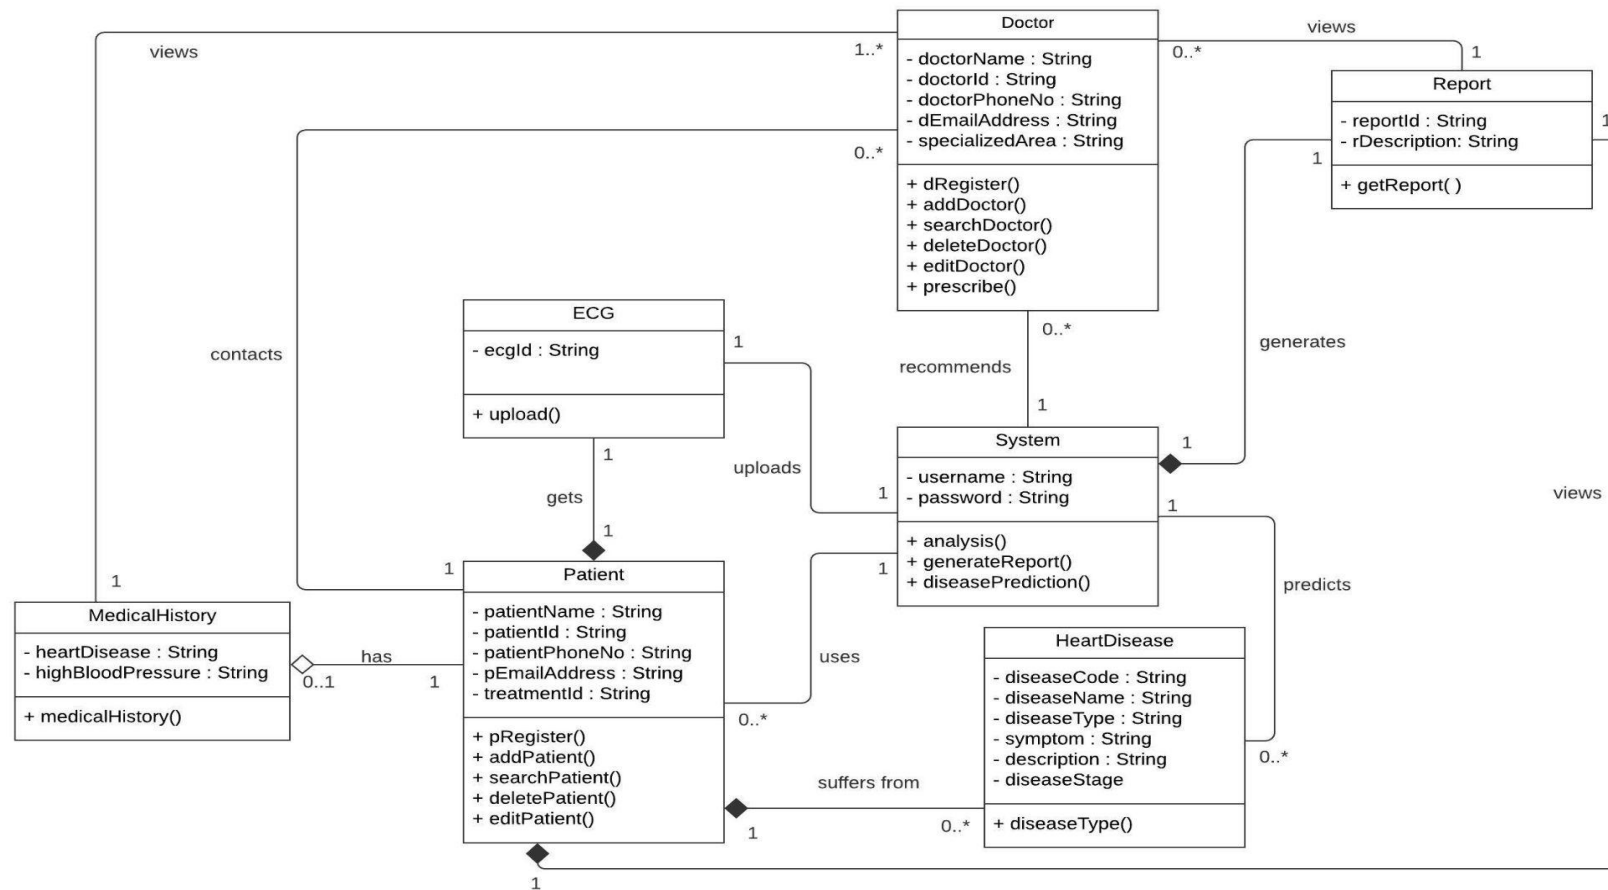 Doctor
- doctorName : String
- doctorId : String
- doctorPhoneNo : String
- dEmailAddress : String
- specializedArea : String
+ dRegister()
+ addDoctor()
+ searchDoctor()
+ deleteDoctor()
+ editDoctor()
+ prescribe()
views
1..*
0..*
views
1
Report
- reportId : String
- rDescription: String
+ getReport( )
1
1
0..*
contacts
generates
0..*
recommends
1
ECG
- ecgId : String
+ upload()
1
1
gets
1
uploads
1
System
- username : String
- password : String
+ analysis()
+ generateReport()
+ diseasePrediction()
1
1
views
1
predicts
1
1
Patient
- patientName : String
- patientId : String
- patientPhoneNo : String
- pEmailAddress : String
- treatmentId : String
+ pRegister()
+ addPatient()
+ searchPatient()
+ deletePatient()
+ editPatient()
1
MedicalHistory
- heartDisease : String
- highBloodPressure : String
+ medicalHistory()
has
0..1
1
uses
0..*
HeartDisease
- diseaseCode : String
- diseaseName : String
- diseaseType : String
- symptom : String
- description : String
- diseaseStage
+ diseaseType()
0..*
suffers from
1
0..*
1